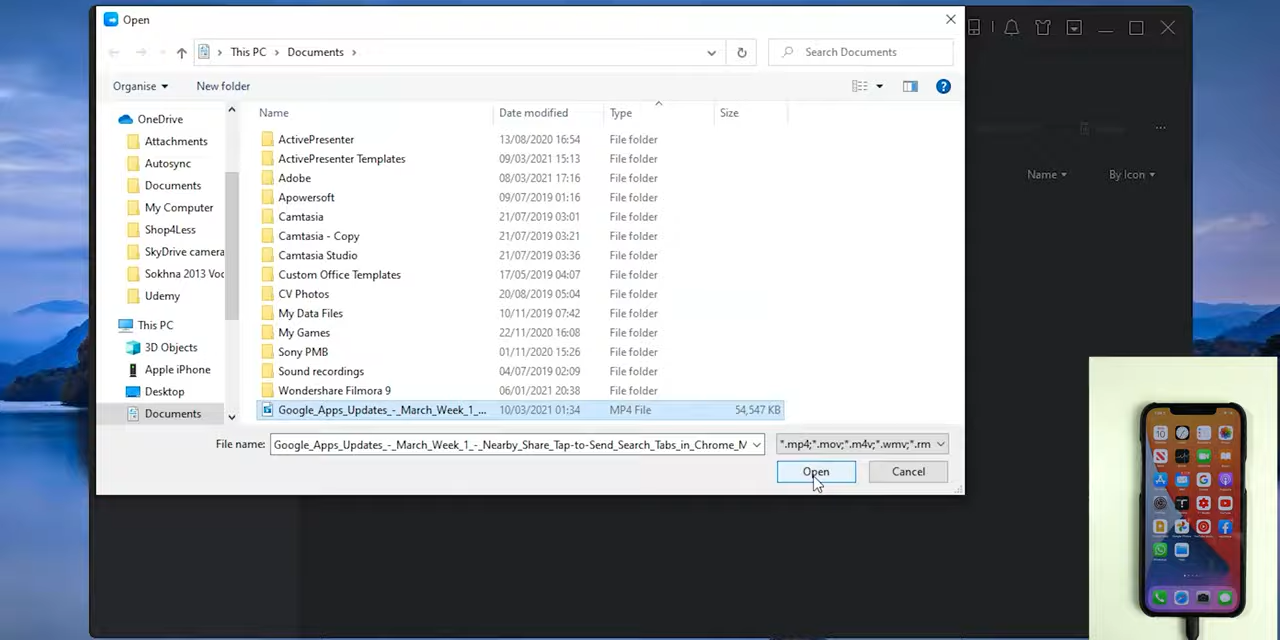 Open
This PC > Documents >
Search Documents
Organise
New folder
Name
Date modified
Type
Size
OneDrive
Attachments
Autosync
Documents
My Computer
Shop4Less
SkyDrive camera
Sokhna 2013 Voc
Udemy
This PC
3D Objects
Apple iPhone
Desktop
Documents
ActivePresenter 13/08/2020 16:54 File folder
ActivePresenter Templates 09/03/2021 15:13 File folder
Adobe 08/03/2021 17:16 File folder
Apowersoft 09/07/2019 01:16 File folder
Camtasia 21/07/2019 03:01 File folder
Camtasia - Copy 21/07/2019 03:21 File folder
Camtasia Studio 21/07/2019 03:36 File folder
Custom Office Templates 17/05/2019 04:07 File folder
CV Photos 20/08/2019 05:04 File folder
My Data Files 10/11/2019 07:42 File folder
My Games 22/11/2020 16:08 File folder
Sony PMB 01/11/2020 15:26 File folder
Sound recordings 04/07/2019 02:09 File folder
Wondershare Filmora 9 06/01/2021 20:38 File folder
Google_Apps_Updates_-_March_Week_1_... 10/03/2021 01:34 MP4 File 54,547 KB
File name: Google_Apps_Updates_-_March_Week_1_-_Nearby_Share_Tap-to-Send_Search_Tabs_in_Chrome_M
*.mp4;*.mov;*.m4v;*.wmv;*.rm
Open
Cancel
Name
By Icon